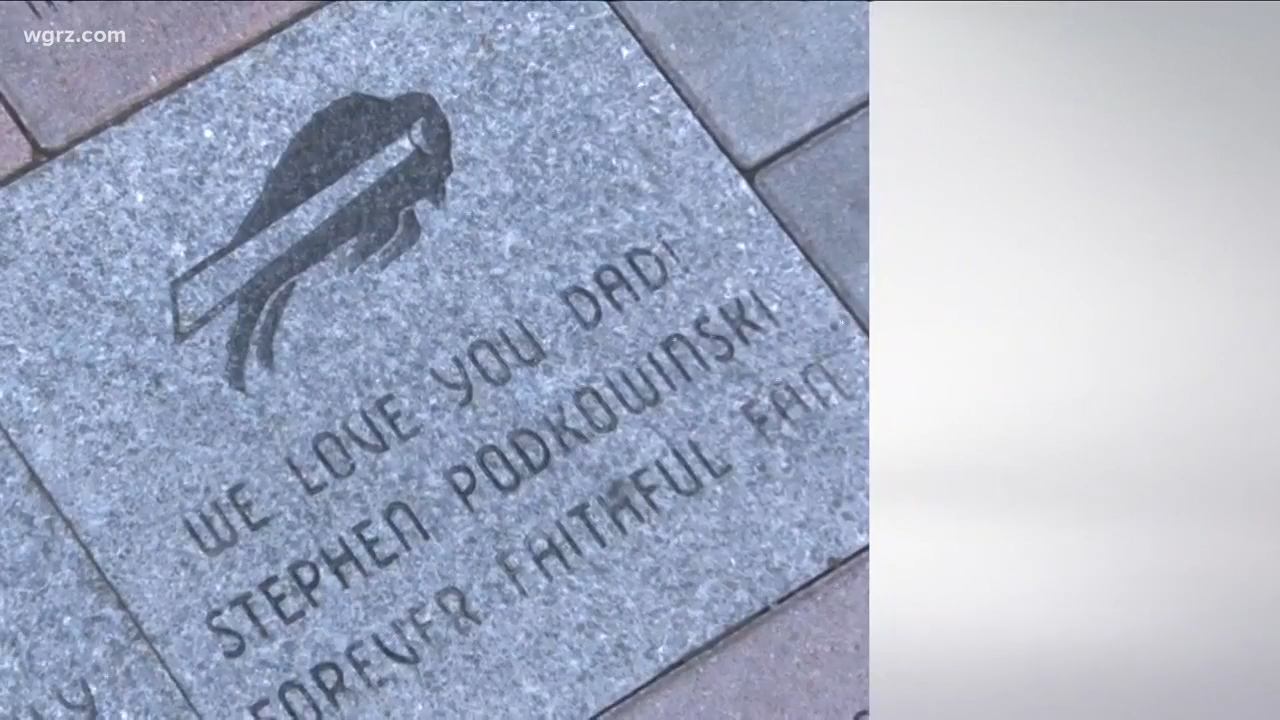 wgrz.com
WE LOVE YOU DAD!
STEPHEN PODKOWINSKI
FOREVER FAITHFUL FAN